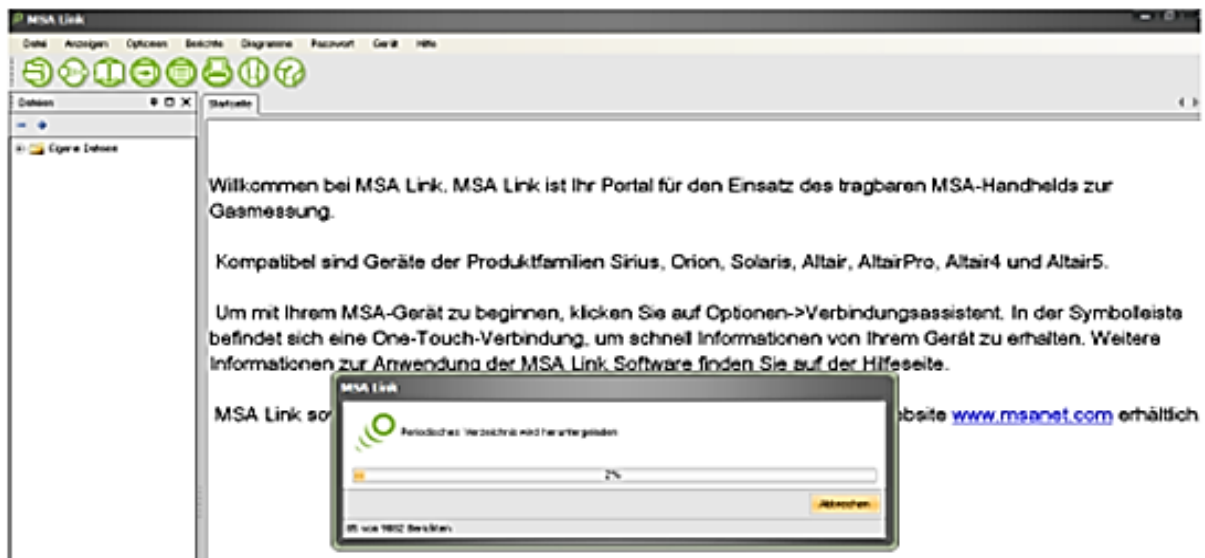 MSA Link
Datei Anzeigen Optionen Berichte Diagramme Passwort Gerät Hilfe
Dateien
Startseite
Eigene Dateien
Willkommen bei MSA Link. MSA Link ist Ihr Portal für den Einsatz des tragbaren MSA-Handhelds zur
Gasmessung.
Kompatibel sind Geräte der Produktfamilien Sirius, Orion, Solaris, Altair, AltairPro, Altair4 und Altair5.
Um mit Ihrem MSA-Gerät zu beginnen, klicken Sie auf Optionen->Verbindungsassistent. In der Symbolleiste
befindet sich eine One-Touch-Verbindung, um schnell Informationen von Ihrem Gerät zu erhalten. Weitere
Informationen zur Anwendung der MSA Link Software finden Sie auf der Hilfeseite.
MSA Link so
ebsite www.msanet.com erhältlich
MSA Link
Periodisches Verzeichnis wird heruntergeladen
2%
Abbrechen
von Berichten